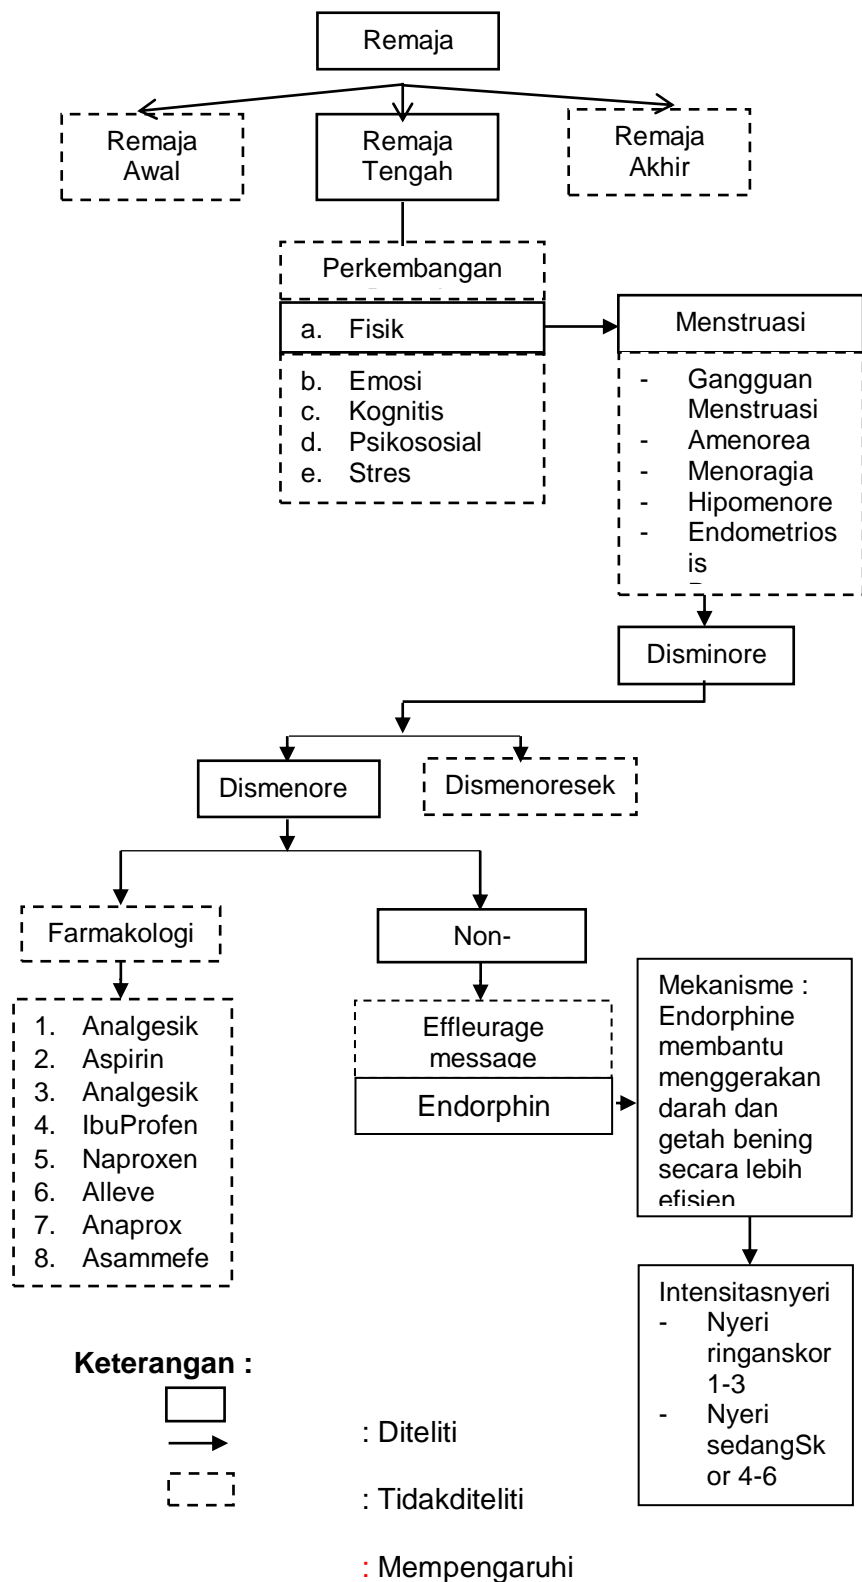 Remaja
Remaja
Awal
Remaja
Tengah
Remaja
Akhir
Perkembangan
a. Fisik
b. Emosi
c. Kognitis
d. Psikososial
e. Stres
Menstruasi
- Gangguan
Menstruasi
- Amenorea
- Menoragia
- Hipomenore
- Endometrios
is
Disminore
Dismenore
Dismenoresek
Farmakologi
Non-
1. Analgesik
2. Aspirin
3. Analgesik
4. IbuProfen
5. Naproxen
6. Alleve
7. Anaprox
8. Asammefe
Effleurage
message
Endorphin
Mekanisme :
Endorphine
membantu
menggerakan
darah dan
getah bening
secara lebih
efisien
Intensitasnyeri
- Nyeri
ringanskor
1-3
- Nyeri
sedangSk
or 4-6
Keterangan :
: Diteliti
: Tidakditeliti
: Mempengaruhi